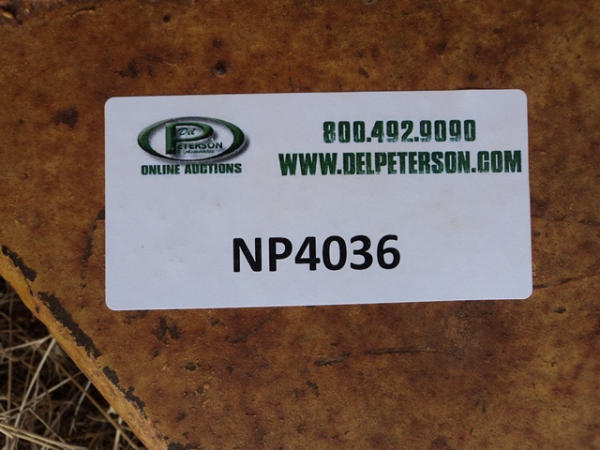 Del
PETERSON
ONLINE AUCTIONS
800.492.9090
WWW.DELPETERSON.COM
NP4036